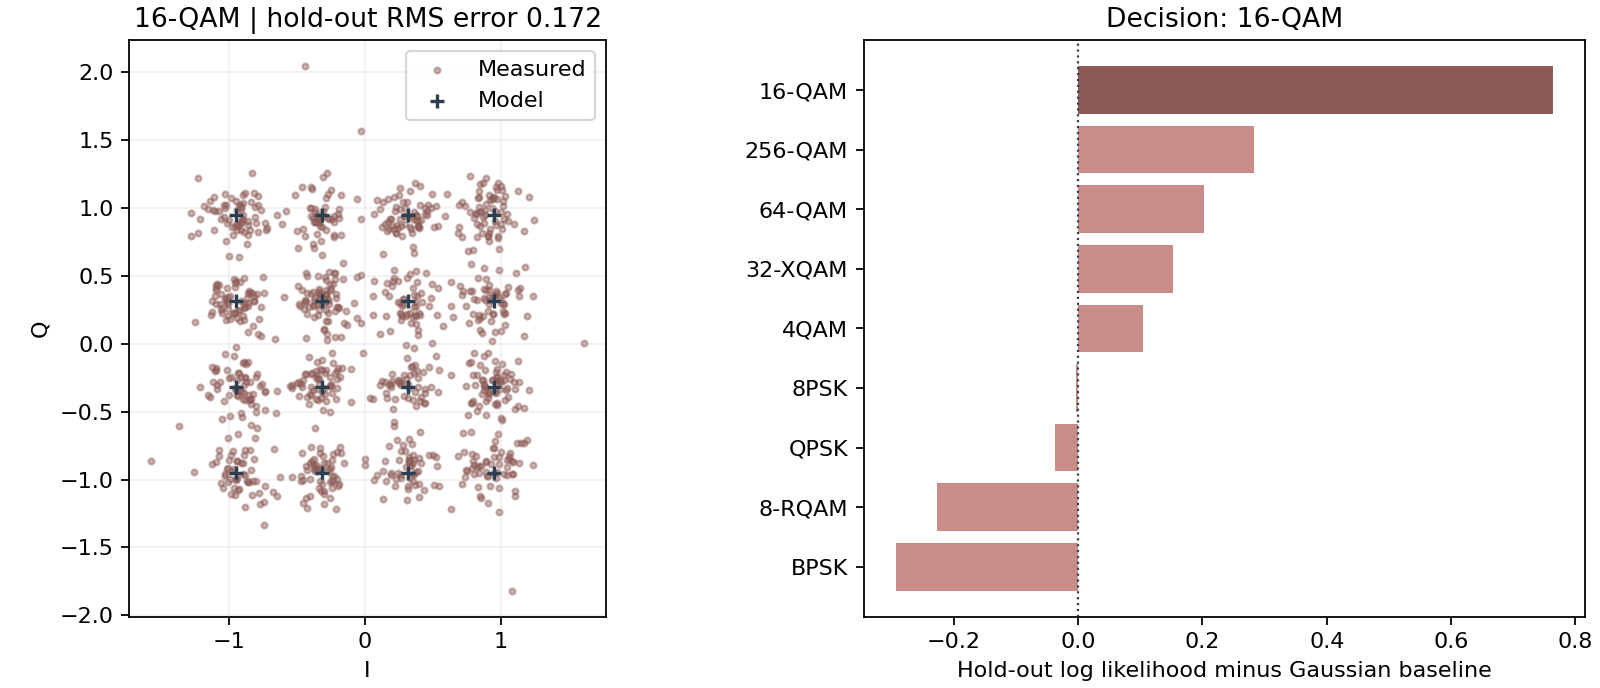 16-QAM | hold-out RMS error 0.172
Measured
Model
2.0
1.5
1.0
0.5
0.0
−0.5
−1.0
−1.5
−2.0
Q
−1
0
1
I
Decision: 16-QAM
16-QAM
256-QAM
64-QAM
32-XQAM
4QAM
8PSK
QPSK
8-RQAM
BPSK
−0.2
0.0
0.2
0.4
0.6
0.8
Hold-out log likelihood minus Gaussian baseline